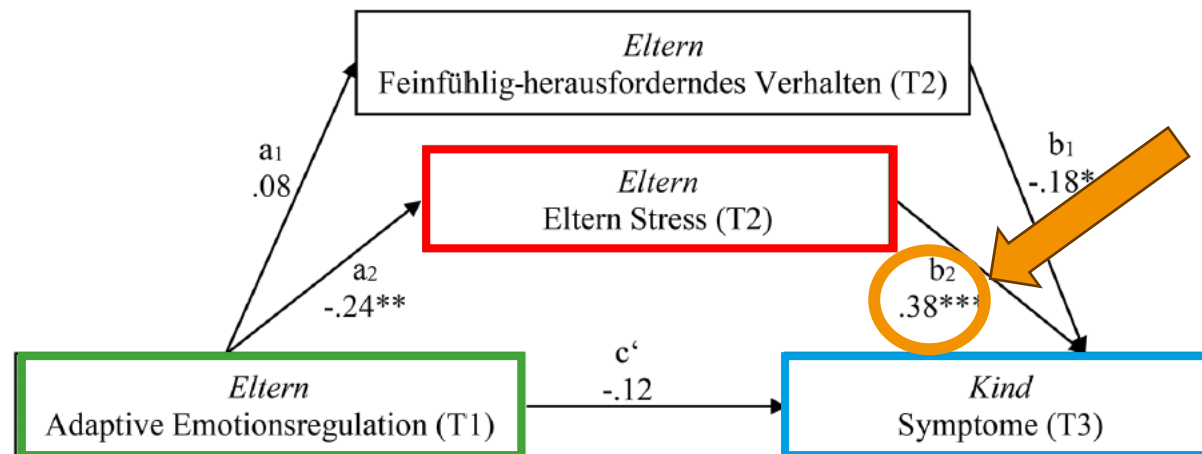 Eltern
Feinfühlig-herausforderndes Verhalten (T2)
a1
.08
b1
-.18*
Eltern
Eltern Stress (T2)
a2
-.24**
b2
.38***
c‘
-.12
Eltern
Adaptive Emotionsregulation (T1)
Kind
Symptome (T3)